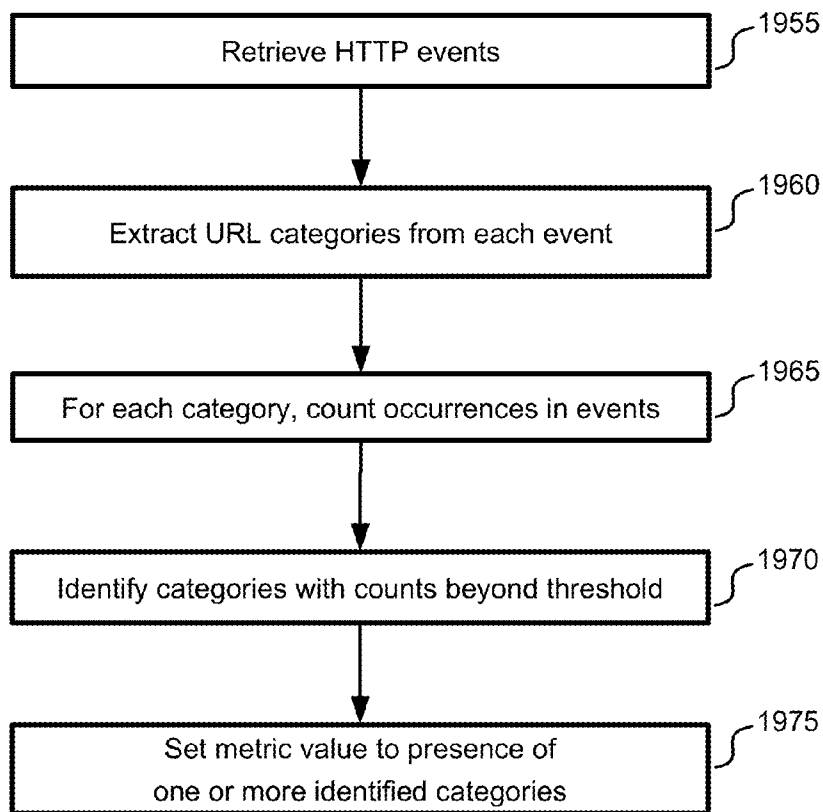 1955
Retrieve HTTP events
1960
Extract URL categories from each event
1965
For each category, count occurrences in events
1970
Identify categories with counts beyond threshold
1975
Set metric value to presence of
one or more identified categories